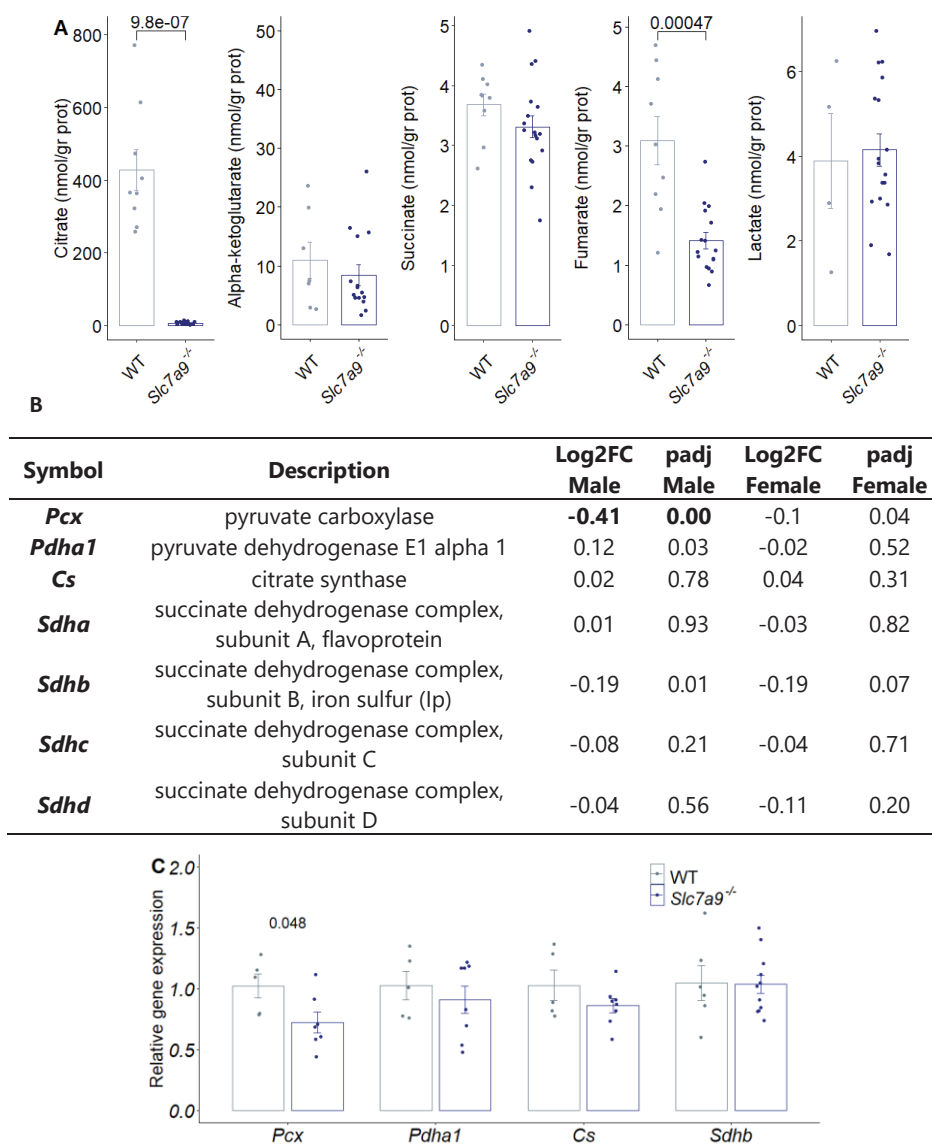 A
9.8e-07
0.00047
Citrate (nmol/gr prot)
800
600
400
200
0
WT
Slc7a9-/-
Alpha-ketoglutarate (nmol/gr prot)
50
40
30
20
10
0
WT
Slc7a9-/-
Succinate (nmol/gr prot)
5
4
3
2
1
0
WT
Slc7a9-/-
Fumarate (nmol/gr prot)
5
4
3
2
1
0
WT
Slc7a9-/-
Lactate (nmol/gr prot)
6
4
2
0
WT
Slc7a9-/-
B
Symbol Description Log2FC Male padj Male Log2FC Female padj Female
Pcx pyruvate carboxylase -0.41 0.00 -0.1 0.04
Pdha1 pyruvate dehydrogenase E1 alpha 1 0.12 0.03 -0.02 0.52
Cs citrate synthase 0.02 0.78 0.04 0.31
Sdha succinate dehydrogenase complex, subunit A, flavoprotein 0.01 0.93 -0.03 0.82
Sdhb succinate dehydrogenase complex, subunit B, iron sulfur (Ip) -0.19 0.01 -0.19 0.07
Sdhc succinate dehydrogenase complex, subunit C -0.08 0.21 -0.04 0.71
Sdhd succinate dehydrogenase complex, subunit D -0.04 0.56 -0.11 0.20
C
Relative gene expression
2.0
1.5
1.0
0.5
0.0
0.048
WT
Slc7a9-/-
Pcx Pdha1 Cs Sdhb